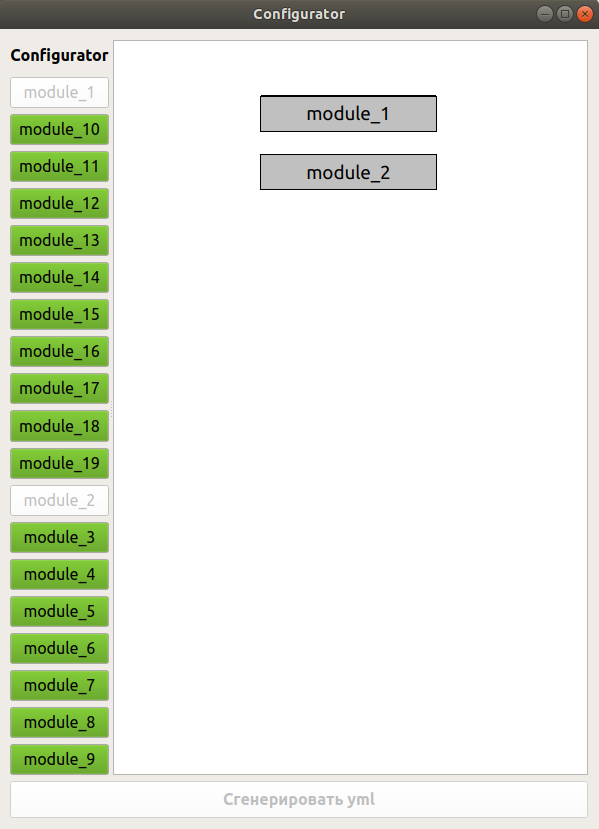 Configurator
Configurator
module_1
module_10
module_11
module_12
module_13
module_14
module_15
module_16
module_17
module_18
module_19
module_2
module_3
module_4
module_5
module_6
module_7
module_8
module_9
module_1
module_2
Сгенерировать yml